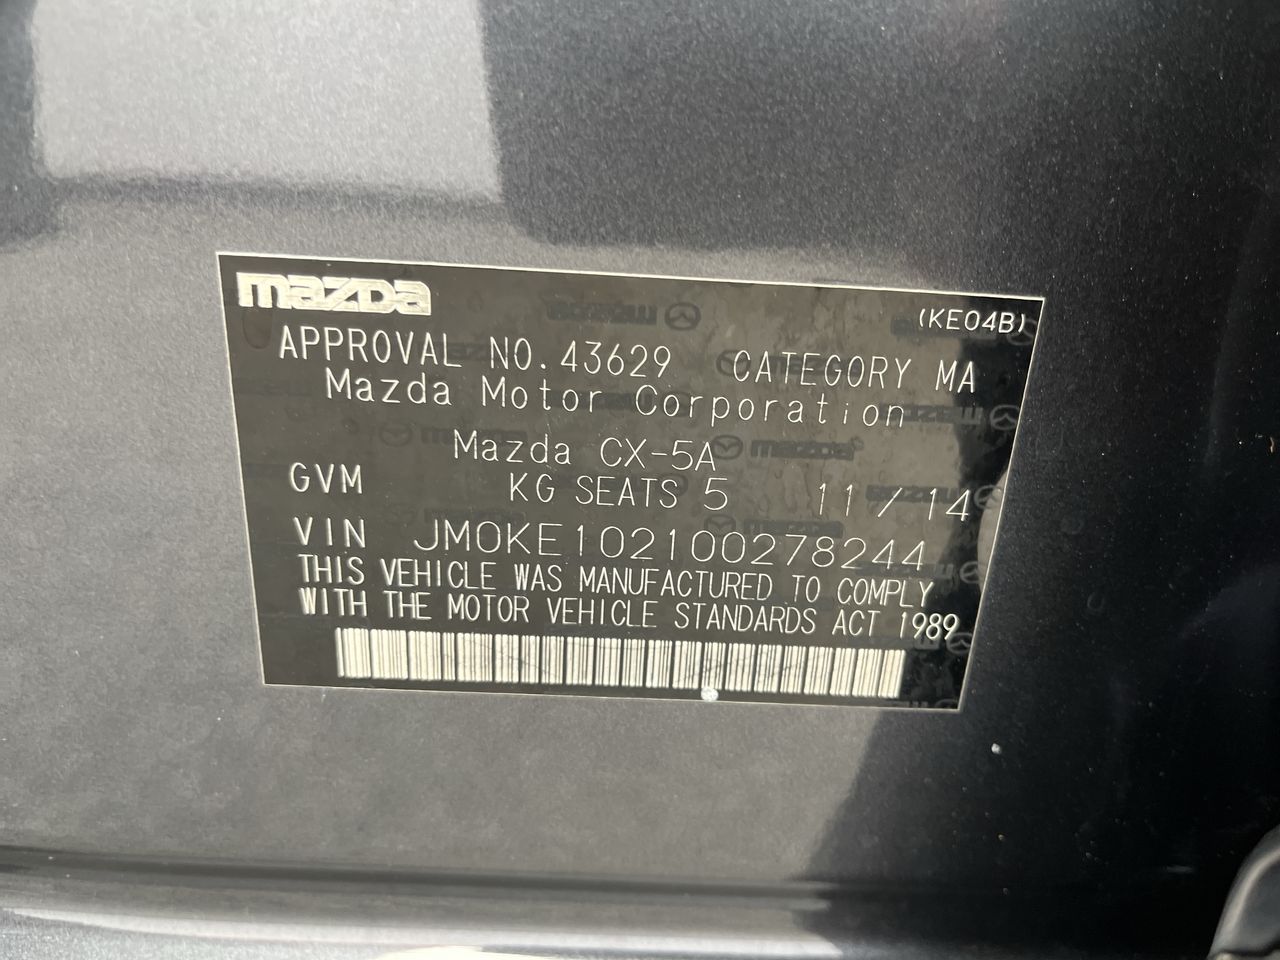 mazda
(KE04B)
APPROVAL NO.43629 CATEGORY MA
Mazda Motor Corporation
Mazda CX-5A
GVM KG SEATS 5 11/14
VIN JM0KE102100278244
THIS VEHICLE WAS MANUFACTURED TO COMPLY
WITH THE MOTOR VEHICLE STANDARDS ACT 1989